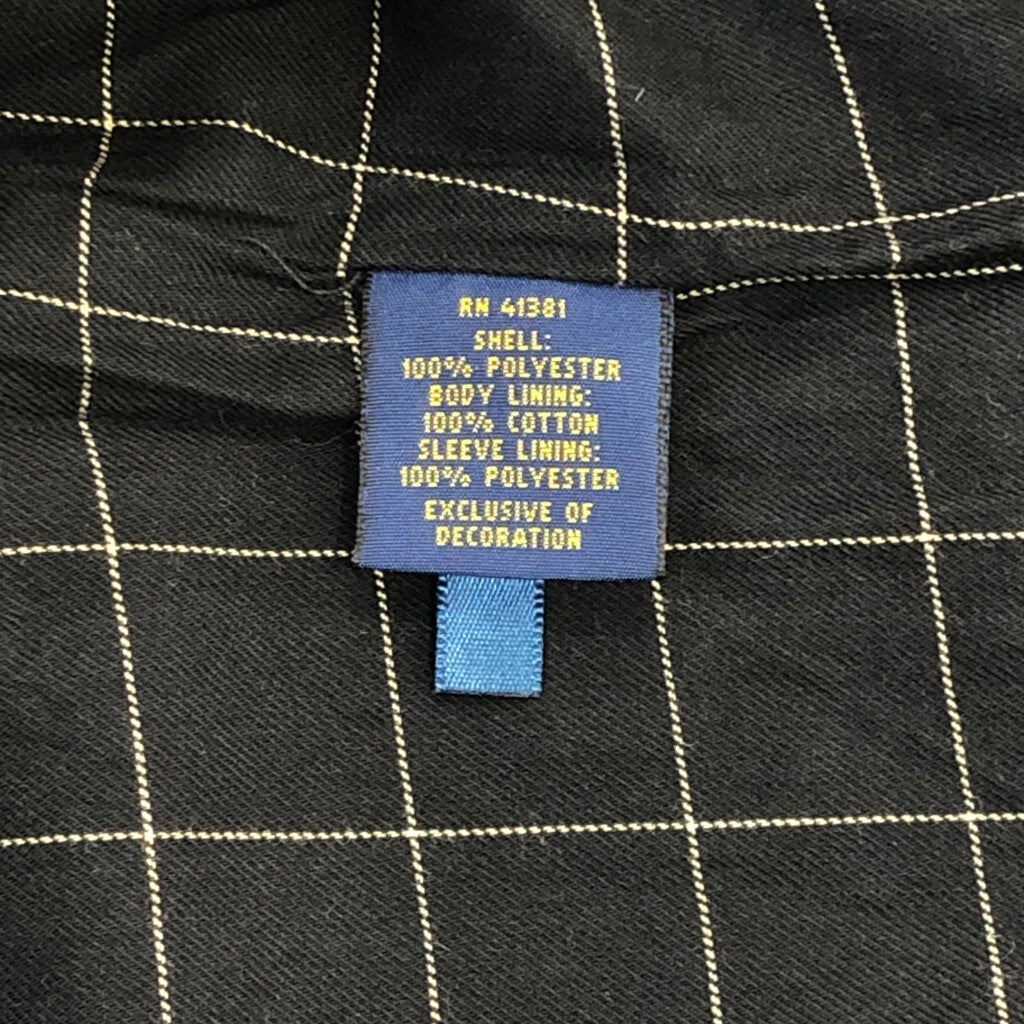 RN 41381
SHELL:
100% POLYESTER
BODY LINING:
100% COTTON
SLEEVE LINING:
100% POLYESTER
EXCLUSIVE OF
DECORATION